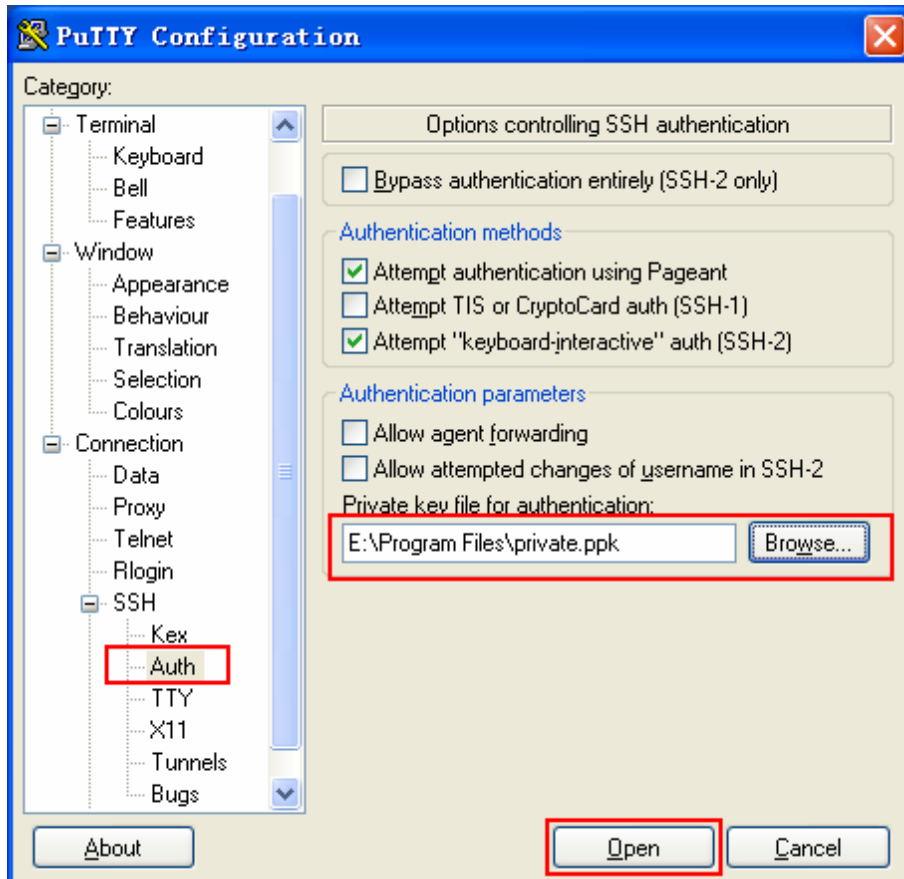 PuTTY Configuration
Category:
Terminal
Keyboard
Bell
Features
Window
Appearance
Behaviour
Translation
Selection
Colours
Connection
Data
Proxy
Telnet
Rlogin
SSH
Kex
Auth
TTY
X11
Tunnels
Bugs
Options controlling SSH authentication
Bypass authentication entirely (SSH-2 only)
Authentication methods
Attempt authentication using Pageant
Attempt TIS or CryptoCard auth (SSH-1)
Attempt "keyboard-interactive" auth (SSH-2)
Authentication parameters
Allow agent forwarding
Allow attempted changes of username in SSH-2
Private key file for authentication:
E:\Program Files\private.ppk Browse...
About Open Cancel